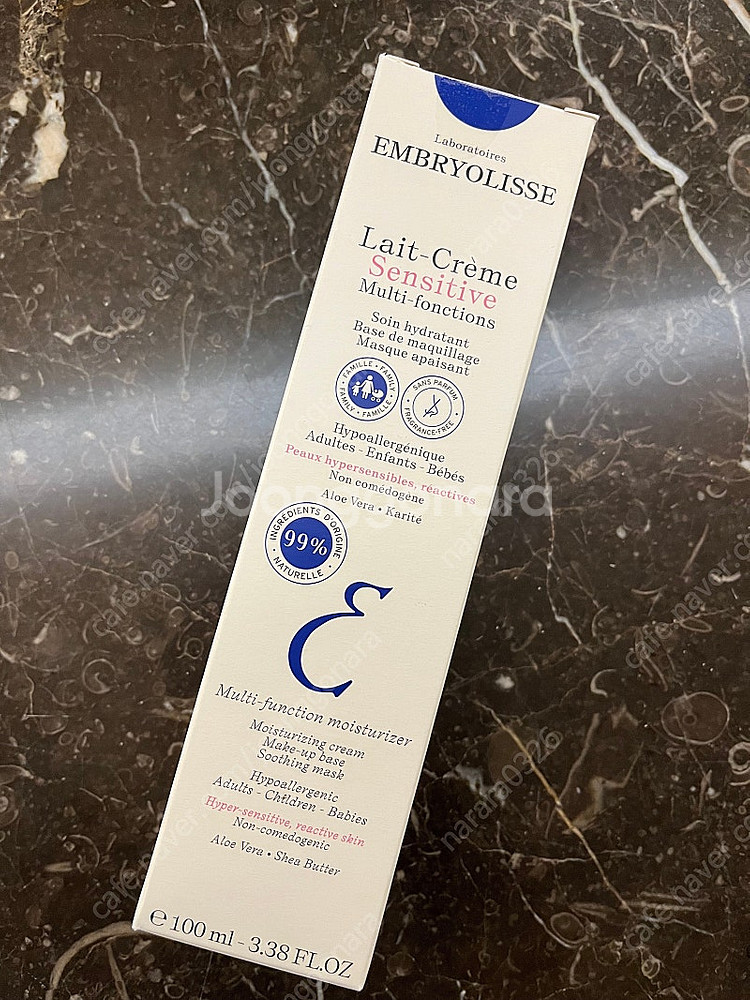 Laboratoires
EMBRYOLISSE
Lait-Crème
Sensitive
Multi-fonctions
Soin hydratant
Base de maquillage
Masque apaisant
FAMILLE • FAMILY
FAMILY • FAMILLE
SANS PARFUM
FRAGRANCE-FREE
Hypoallergénique
Adultes - Enfants - Bébés
Peaux hypersensibles, réactives
Non comédogène
Aloe Vera • Karité
Joonggonara
INGRÉDIENTS D'ORIGINE
99%
NATURELLE
ε
Multi-function moisturizer
Moisturizing cream
Make-up base
Soothing mask
Hypoallergenic
Adults - Children - Babies
Hyper-sensitive, reactive skin
Non-comedogenic
Aloe Vera • Shea Butter
℮ 100 ml - 3.38 FL.OZ